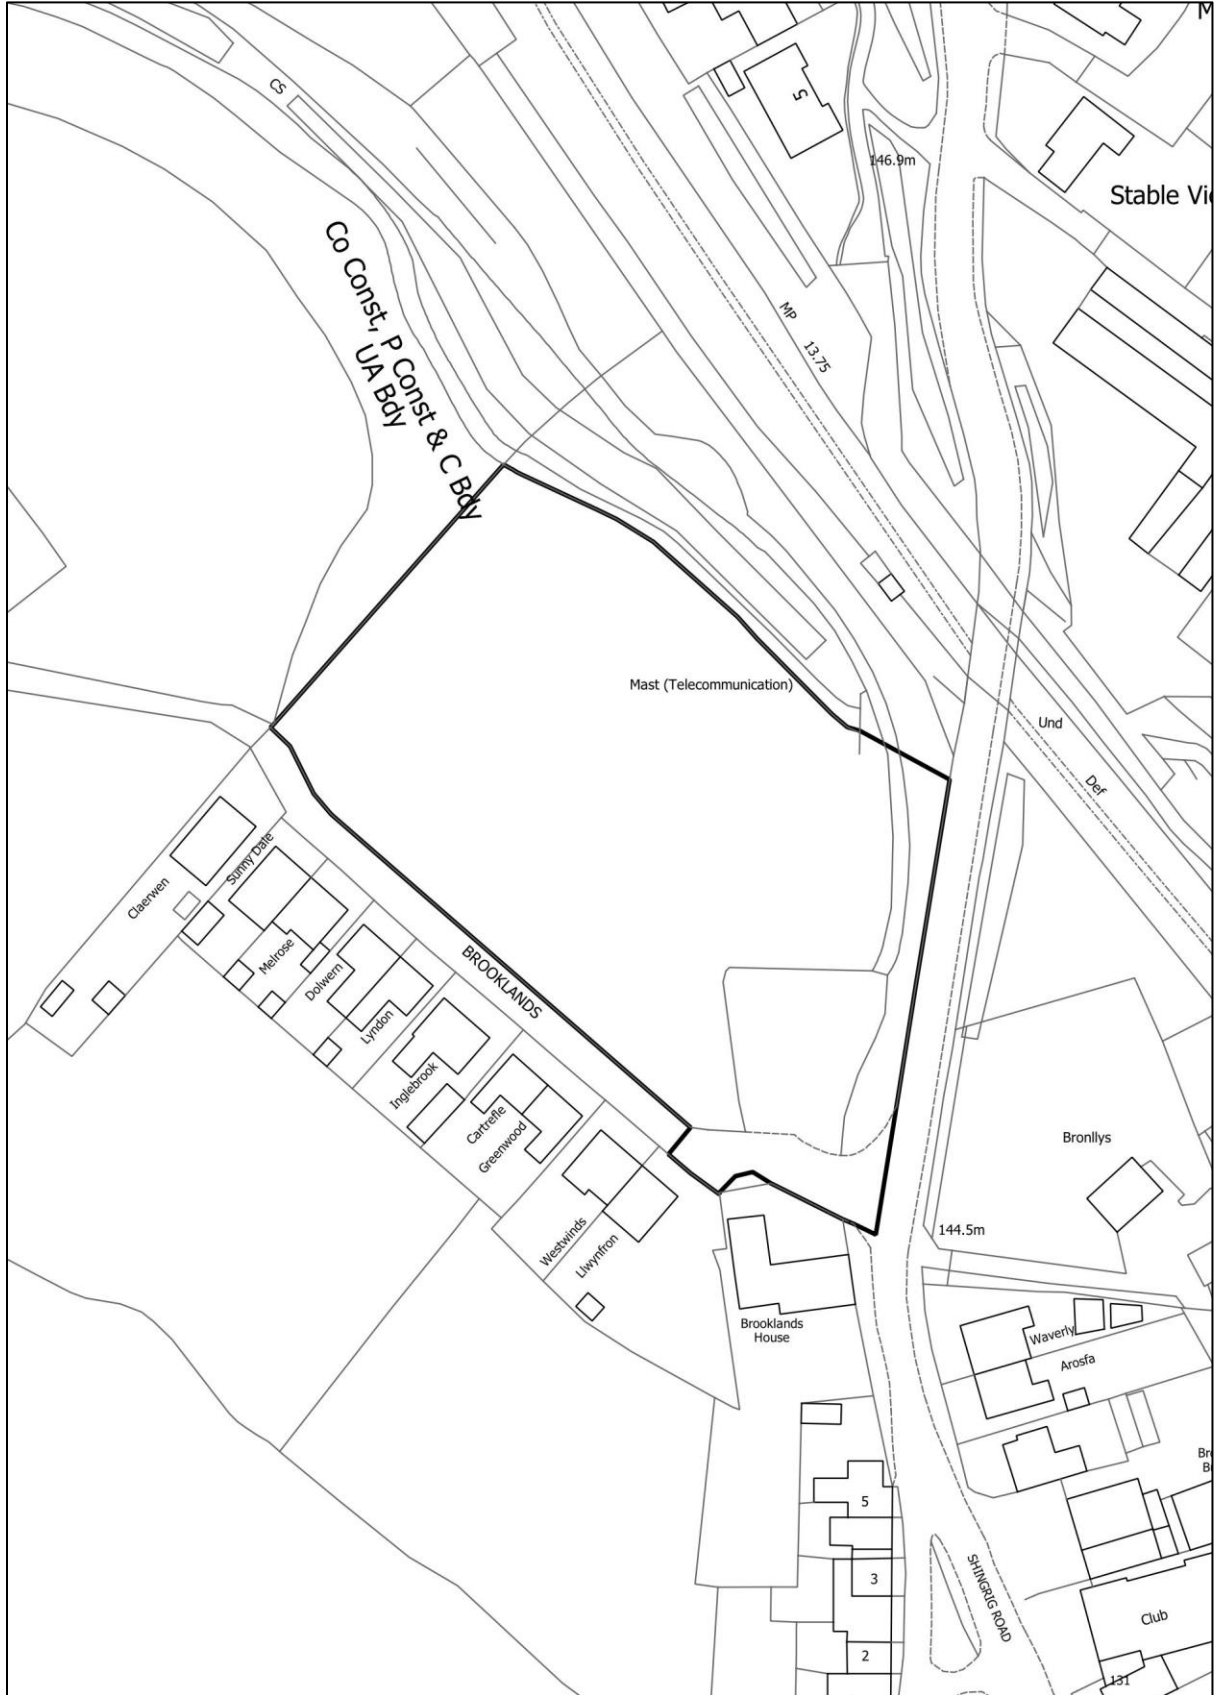 M
CS
5
146.9m
Stable Vi
Co Const, P Const & C Bdy
UA Bdy
MP
13.75
Mast (Telecommunication)
Und
Def
Sunny Dale
Claerwen
Melrose
Dolwern
Lyndon
BROOKLANDS
Inglebrook
Cartrefle
Greenwood
Westwinds
Llwynfron
Bronllys
144.5m
Brooklands
House
Waverly
Arosfa
Br
B
5
3
2
SHINGRIG ROAD
Club
131